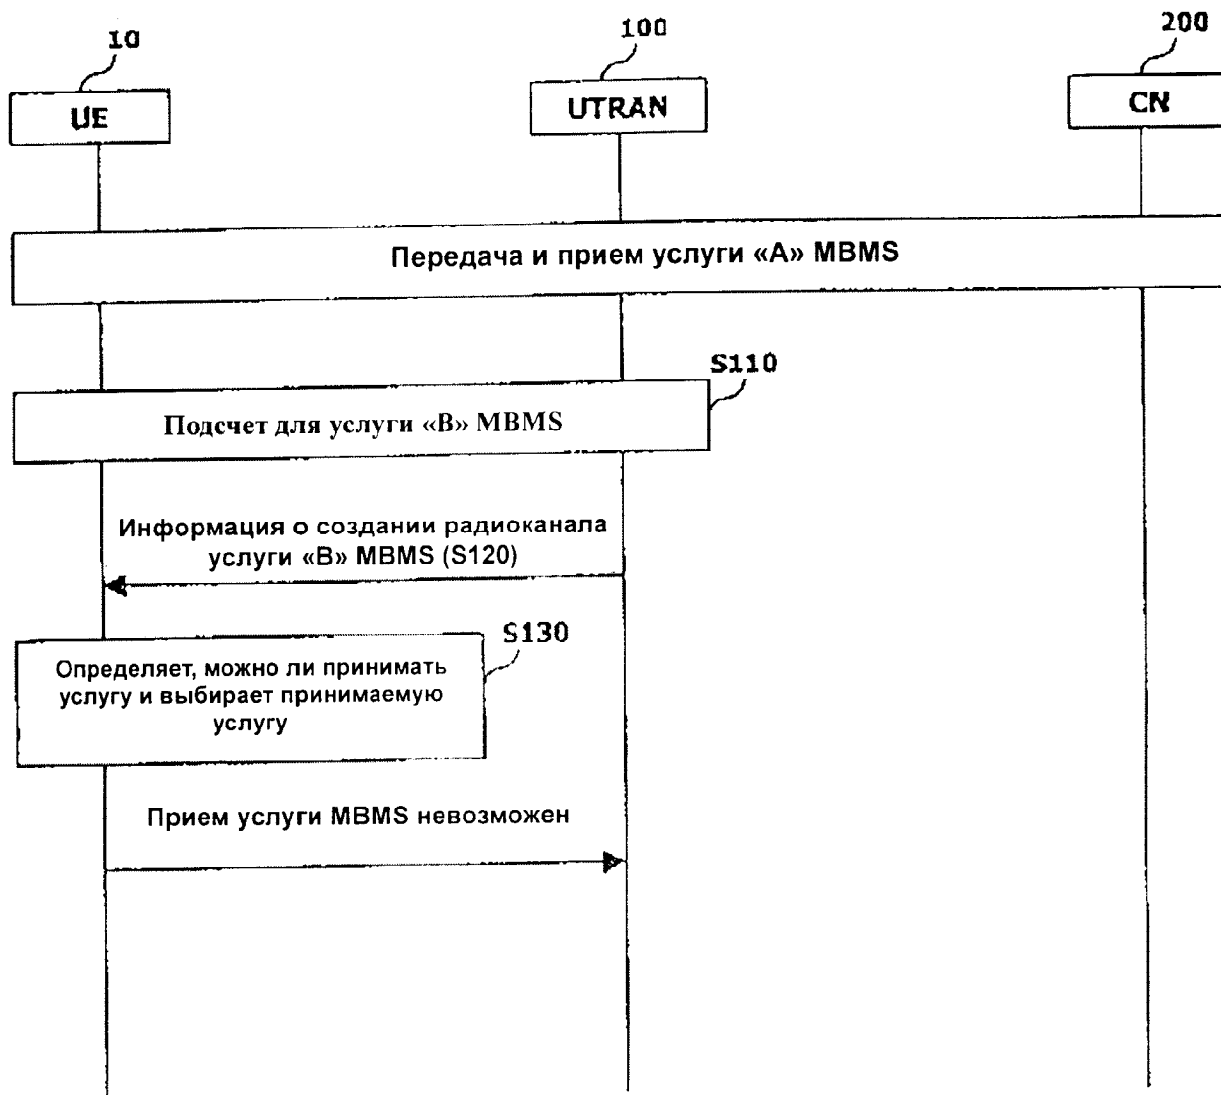 10
100
200
UE
UTRAN
CN
Передача и прием услуги «А» MBMS
S110
Подсчет для услуги «В» MBMS
Информация о создании радиоканала
услуги «В» MBMS (S120)
S130
Определяет, можно ли принимать
услугу и выбирает принимаемую
услугу
Прием услуги MBMS невозможен